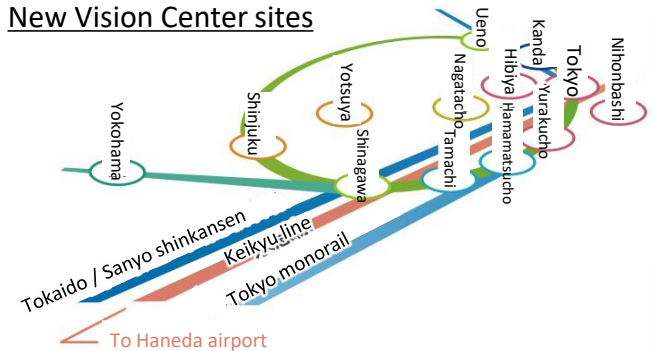 New Vision Center sites
Ueno
Kanda
Tokyo
Nihonbashi
Hibiya
Yurakucho
Nagatacho
Yotsuya
Shinjuku
Yokohama
Shinagawa
Tamachi
Hamamatsucho
Tokaido / Sanyo shinkansen
Keikyu line
Tokyo monorail
To Haneda airport